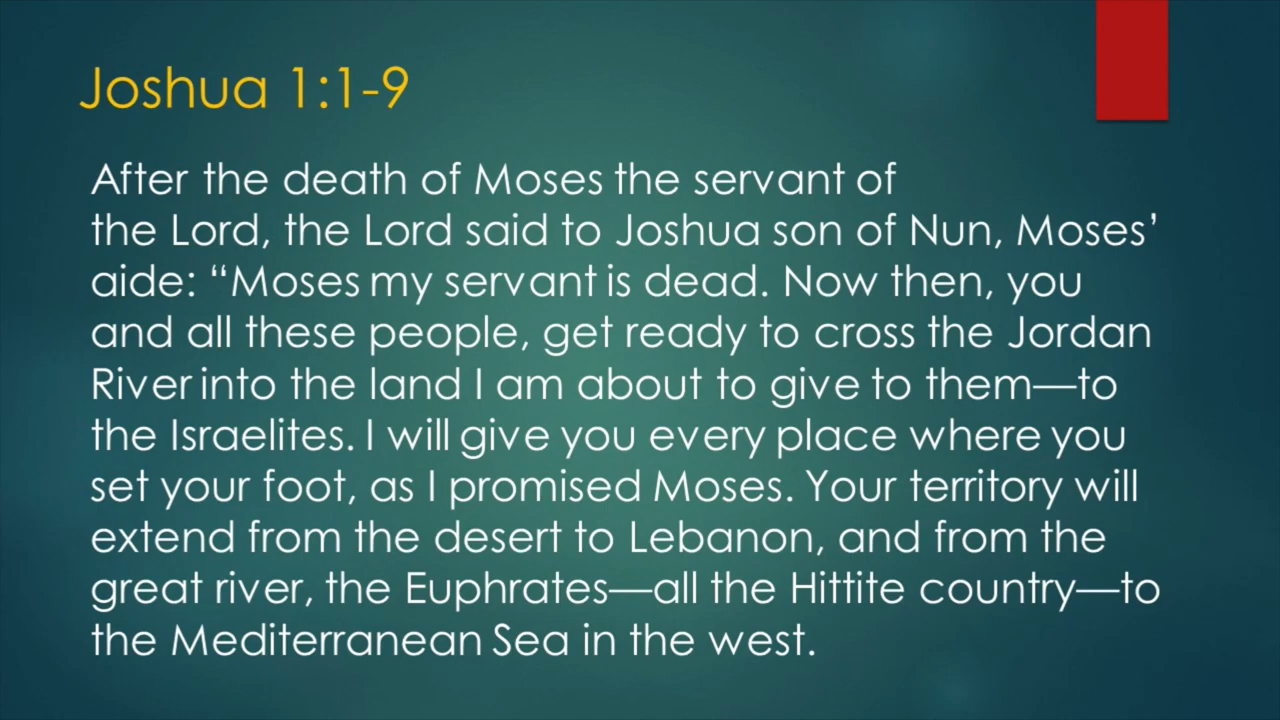 Joshua 1:1-9
After the death of Moses the servant of
the Lord, the Lord said to Joshua son of Nun, Moses’
aide: “Moses my servant is dead. Now then, you
and all these people, get ready to cross the Jordan
River into the land I am about to give to them—to
the Israelites. I will give you every place where you
set your foot, as I promised Moses. Your territory will
extend from the desert to Lebanon, and from the
great river, the Euphrates—all the Hittite country—to
the Mediterranean Sea in the west.